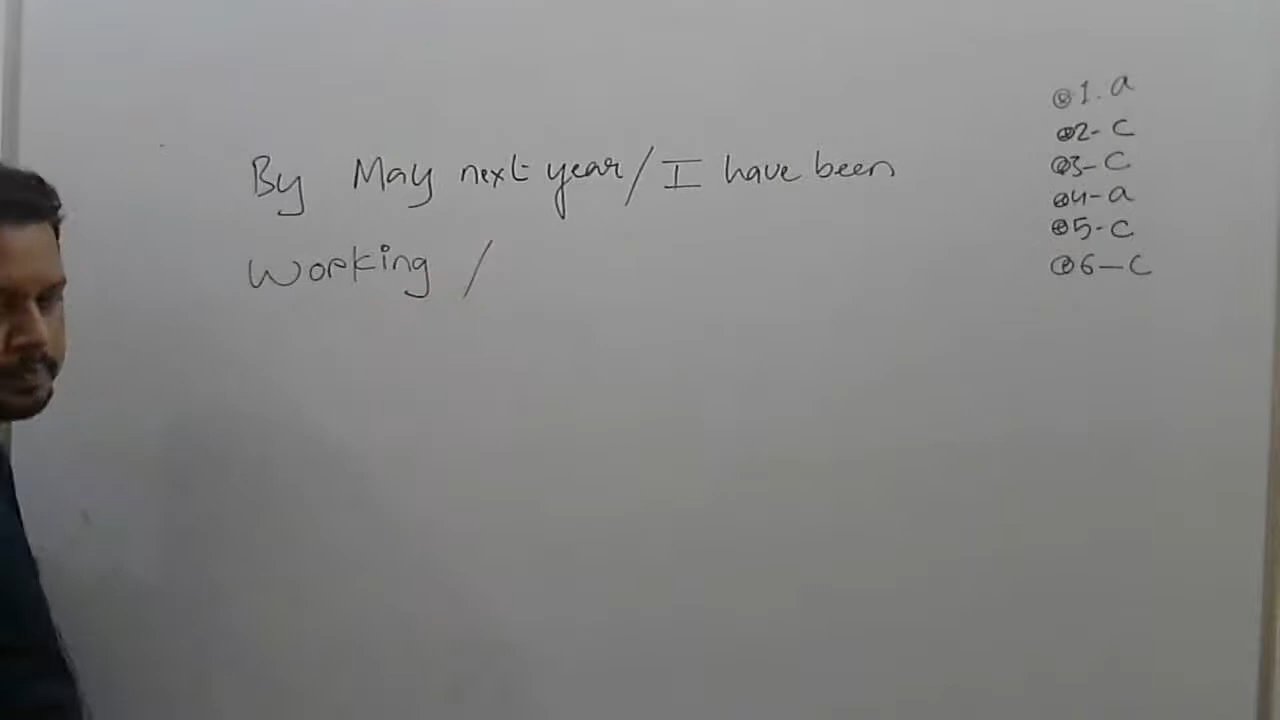 By May next year / I have been
working /
1. a
2- C
3- C
4- a
5- C
6- C